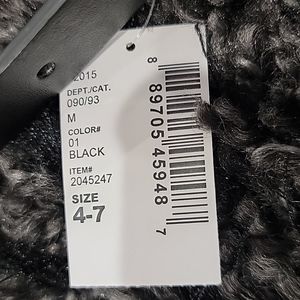 2015
DEPT./CAT.
090/93
M
COLOR#
01
BLACK
ITEM#
2045247
SIZE
4-7
8 89705 45948 7